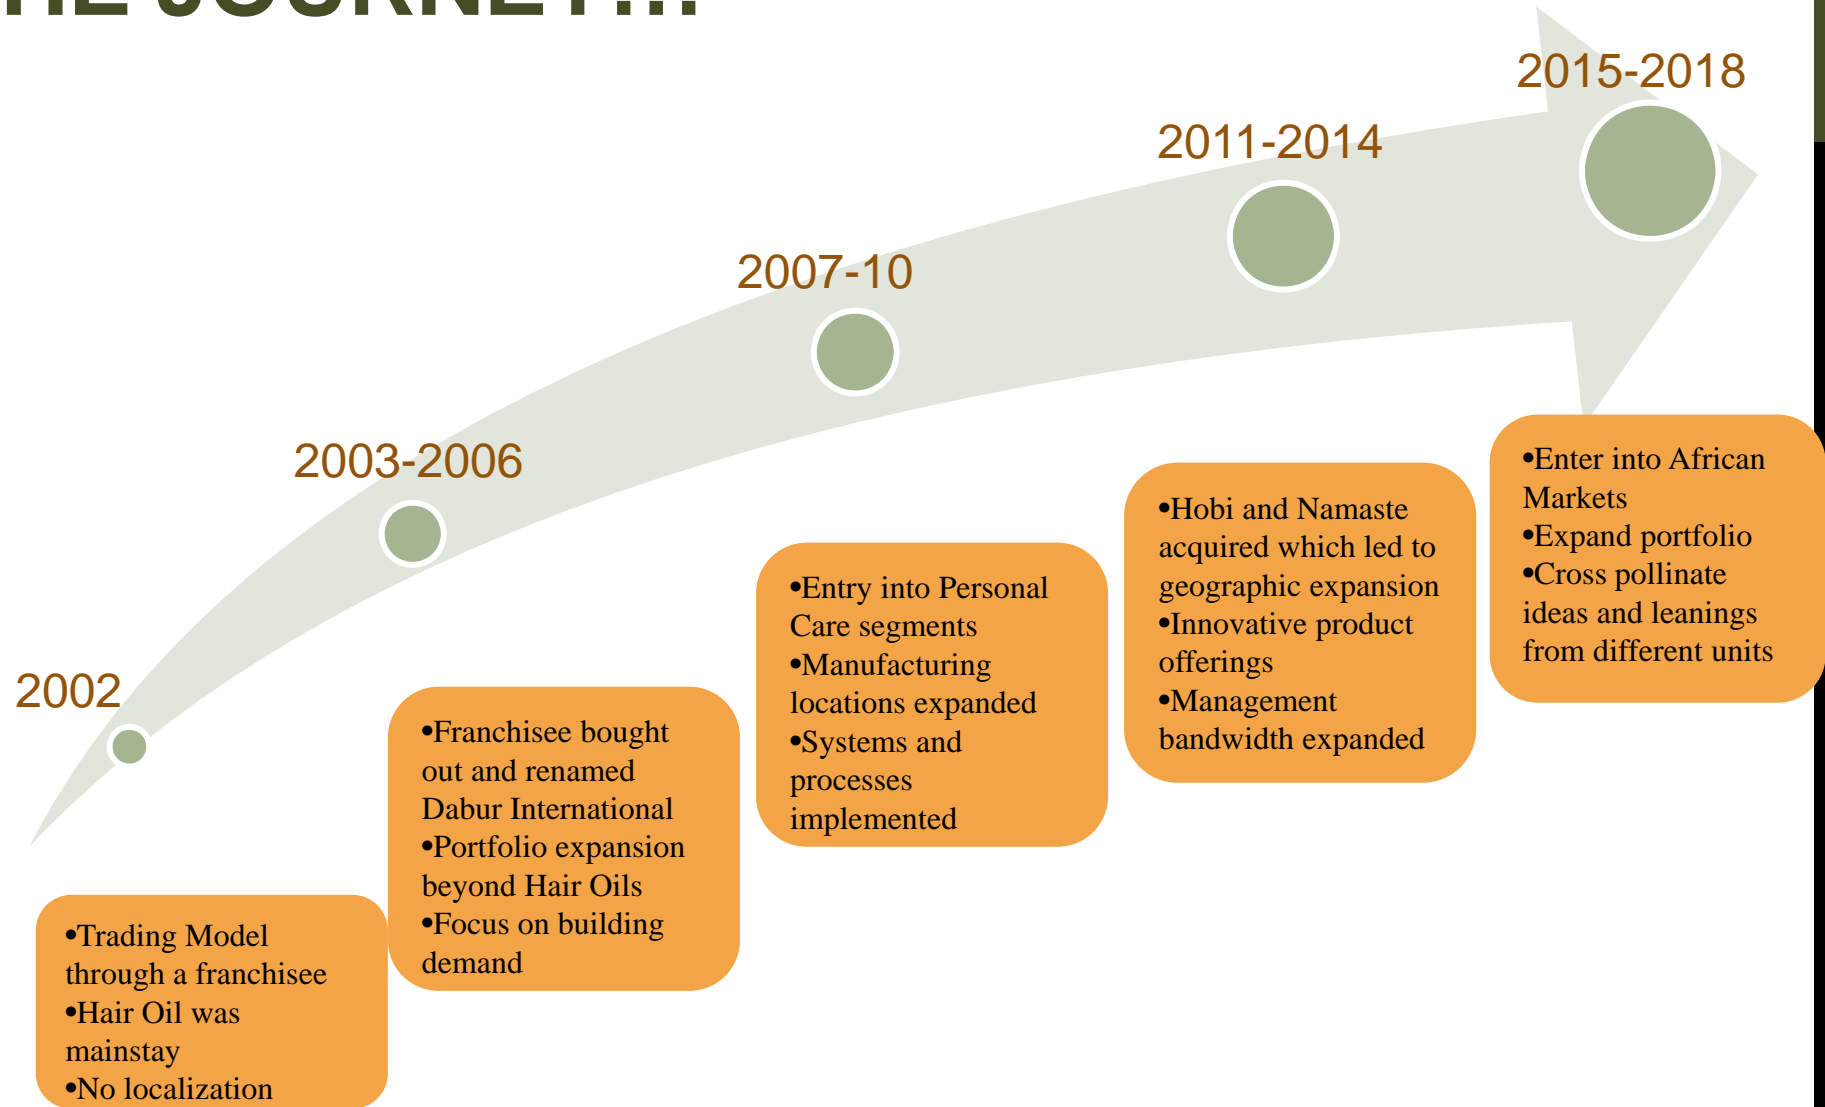 HE JOURNEY...
2015-2018
2011-2014
2007-10
2003-2006
2002
•Trading Model
through a franchisee
•Hair Oil was
mainstay
•No localization
•Franchisee bought
out and renamed
Dabur International
•Portfolio expansion
beyond Hair Oils
•Focus on building
demand
•Entry into Personal
Care segments
•Manufacturing
locations expanded
•Systems and
processes
implemented
•Hobi and Namaste
acquired which led to
geographic expansion
•Innovative product
offerings
•Management
bandwidth expanded
•Enter into African
Markets
•Expand portfolio
•Cross pollinate
ideas and leanings
from different units